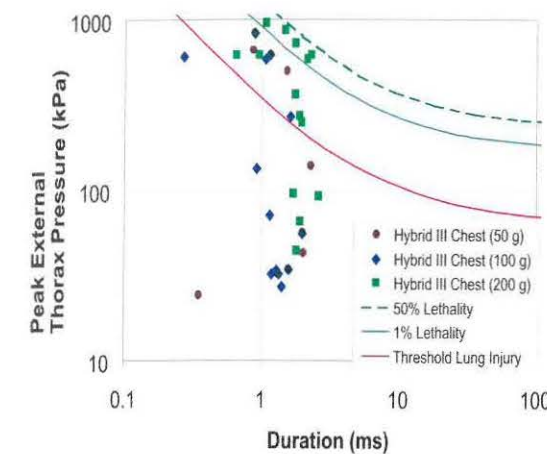 1000
100
10
0.1
1
10
100
Peak External
Thorax Pressure (kPa)
Duration (ms)
Hybrid III Chest (50 g)
Hybrid III Chest (100 g)
Hybrid III Chest (200 g)
50% Lethality
1% Lethality
Threshold Lung Injury